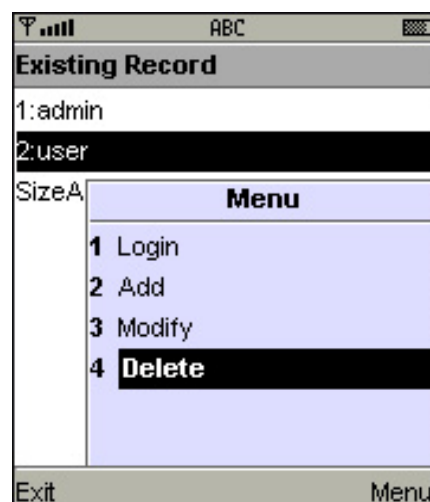 ABC
Existing Record
1:admin
2:user
SizeA
Menu
1 Login
2 Add
3 Modify
4 Delete
Exit Menu